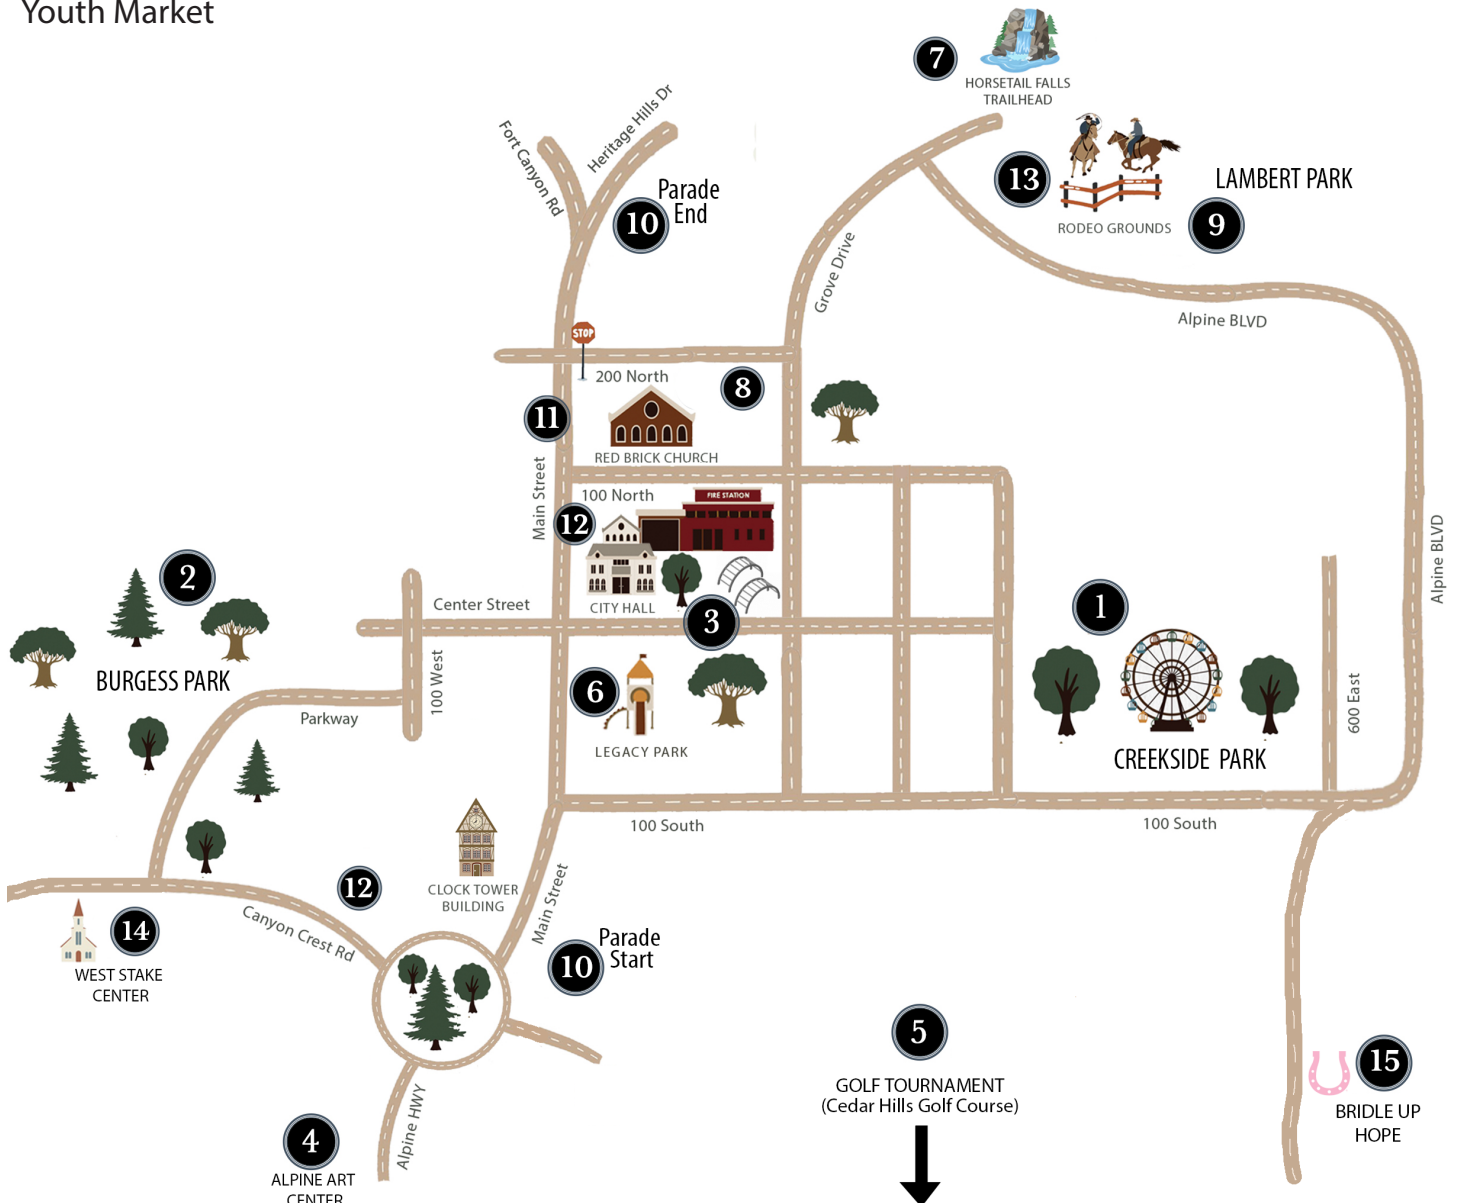 Youth Market
7
HORSETAIL FALLS
TRAILHEAD
Fort Canyon Rd
Heritage Hills Dr
10
Parade
End
13
RODEO GROUNDS
LAMBERT PARK
9
Grove Drive
Alpine BLVD
STOP
200 North
8
11
RED BRICK CHURCH
Main Street
100 North
FIRE STATION
12
CITY HALL
Alpine BLVD
2
BURGESS PARK
Center Street
3
1
100 West
Parkway
6
LEGACY PARK
CREEKSIDE PARK
600 East
100 South
100 South
CLOCK TOWER
BUILDING
Main Street
12
Canyon Crest Rd
14
WEST STAKE
CENTER
10
Parade
Start
5
GOLF TOURNAMENT
(Cedar Hills Golf Course)
15
BRIDLE UP
HOPE
Alpine HWY
4
ALPINE ART
CENTER